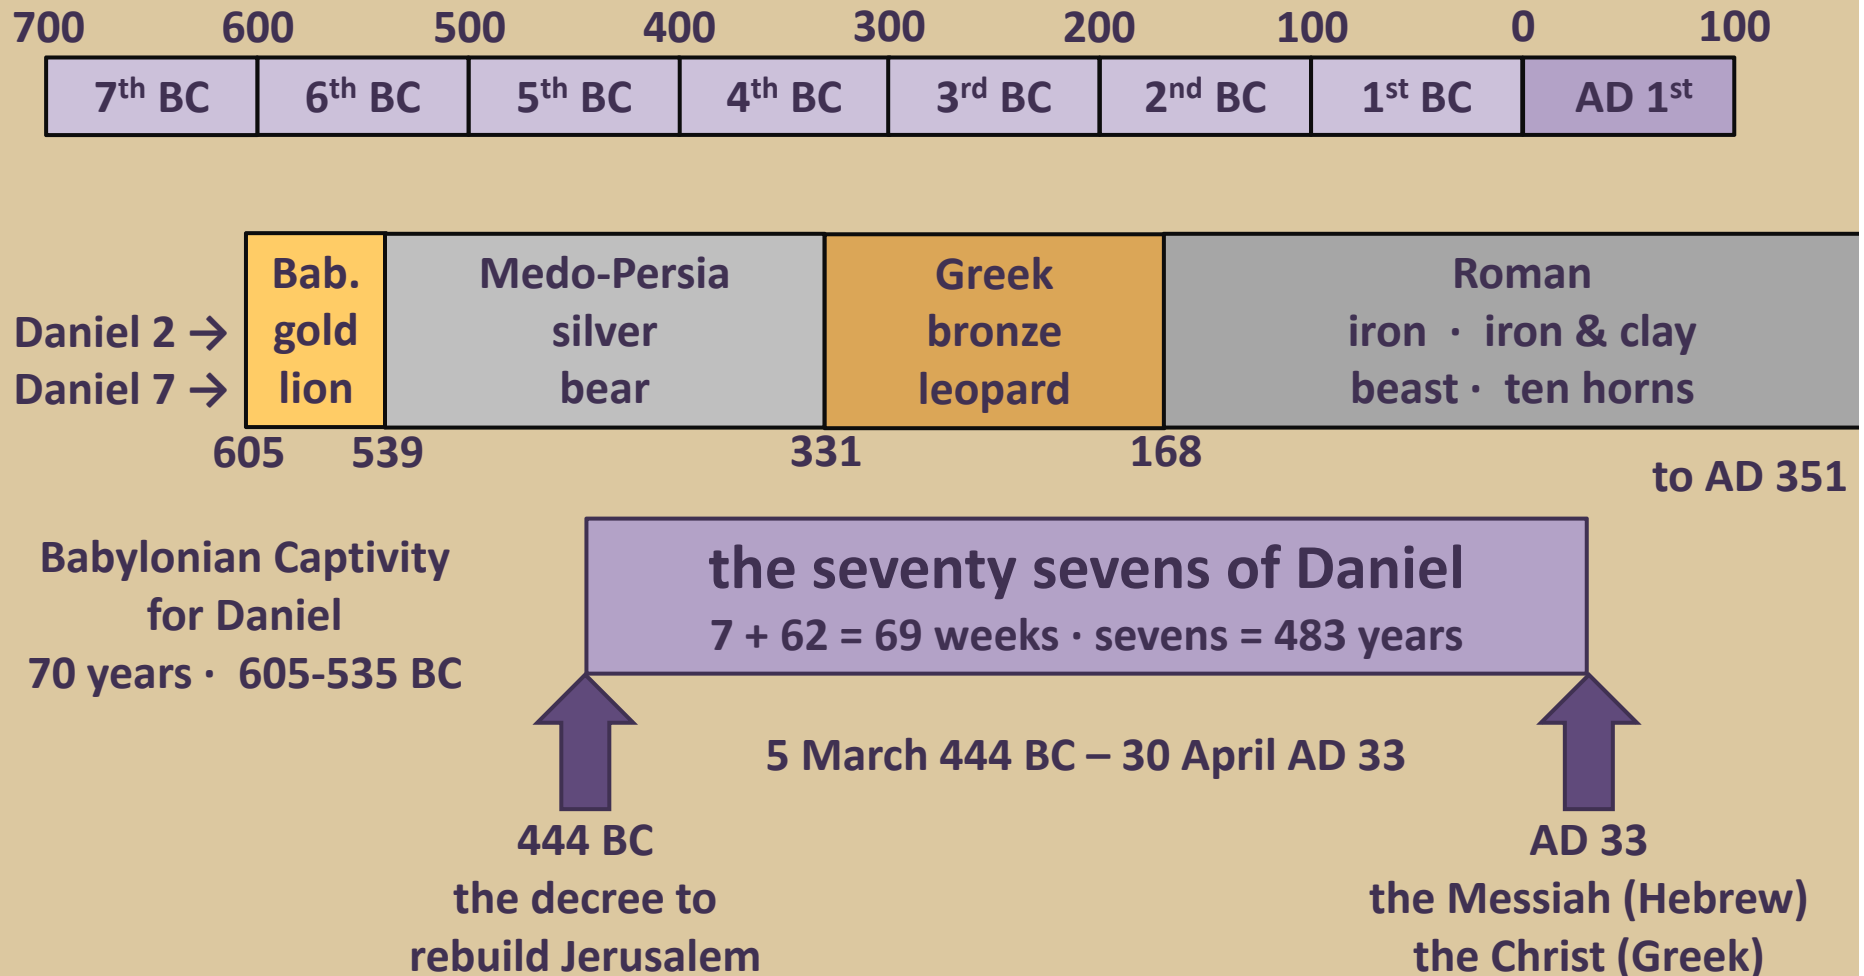 700 600 500 400 300 200 100 0 100
7th BC 6th BC 5th BC 4th BC 3rd BC 2nd BC 1st BC AD 1st
Bab. Medo-Persia Greek Roman
Daniel 2 → gold silver bronze iron · iron & clay
Daniel 7 → lion bear leopard beast · ten horns
605 539 331 168
to AD 351
Babylonian Captivity
for Daniel
70 years · 605-535 BC
the seventy sevens of Daniel
7 + 62 = 69 weeks · sevens = 483 years
5 March 444 BC – 30 April AD 33
444 BC
the decree to
rebuild Jerusalem
AD 33
the Messiah (Hebrew)
the Christ (Greek)